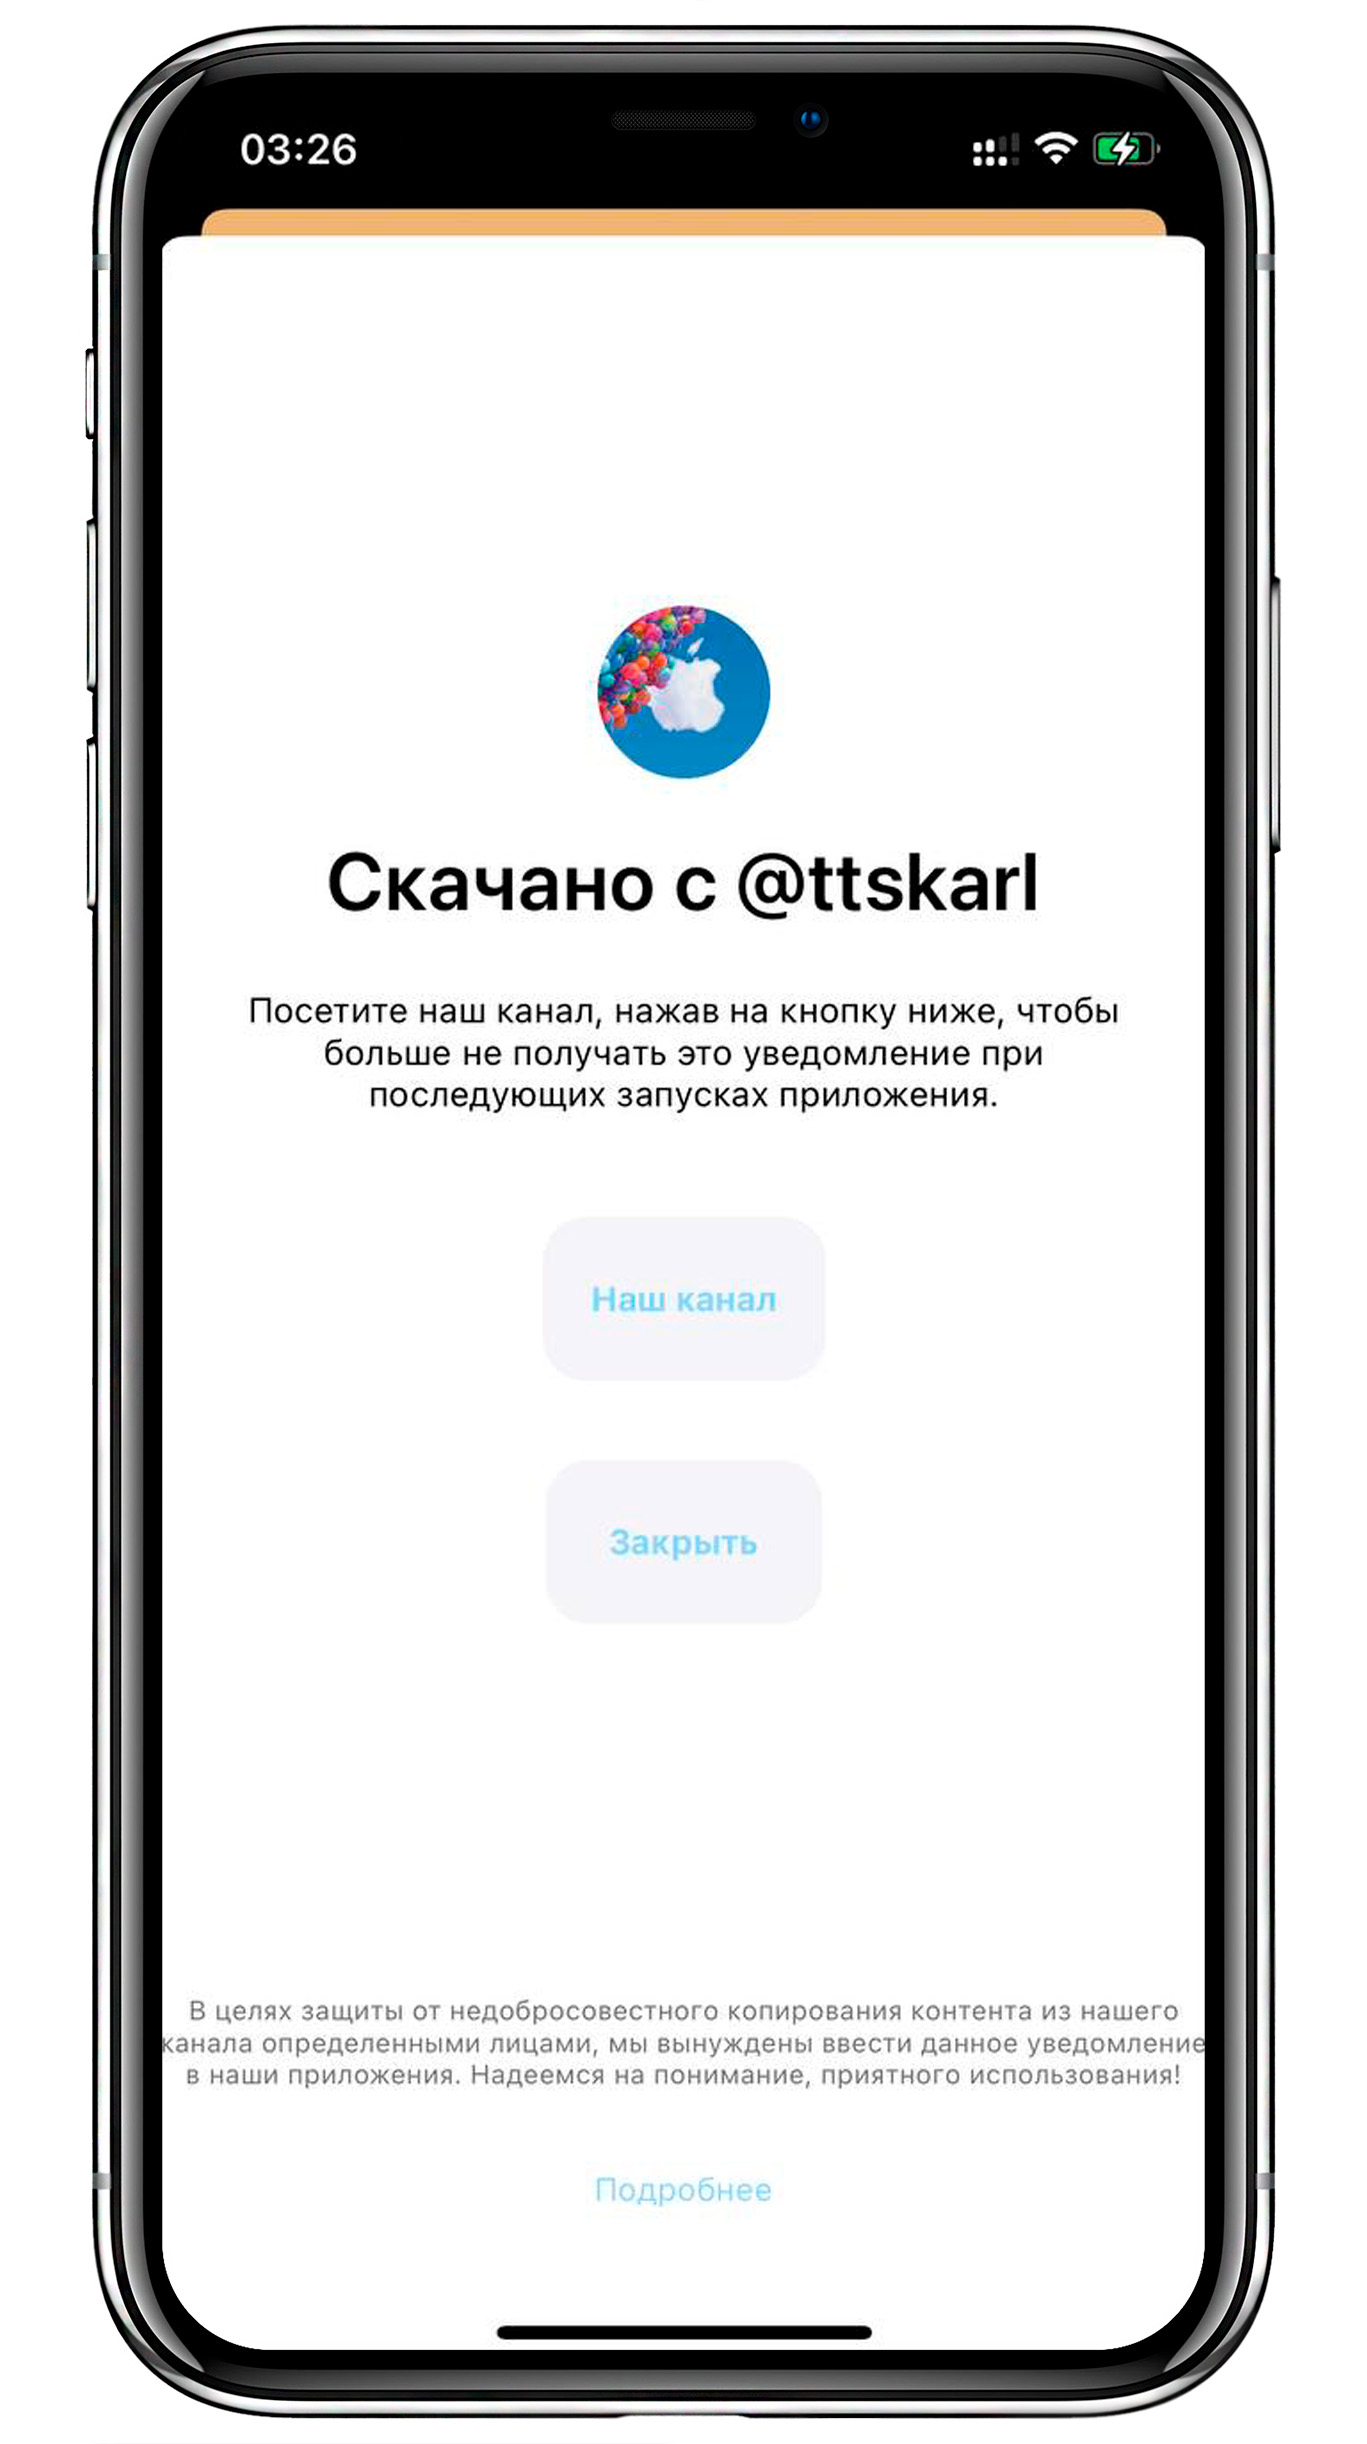 03:26
Скачано с @ttskarl
Посетите наш канал, нажав на кнопку ниже, чтобы
больше не получать это уведомление при
последующих запусках приложения.
Наш канал
Закрыть
В целях защиты от недобросовестного копирования контента из нашего
канала определенными лицами, мы вынуждены ввести данное уведомление
в наши приложения. Надеемся на понимание, приятного использования!
Подробнее